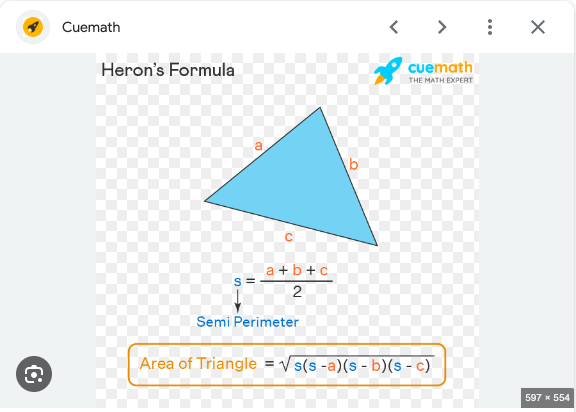 Cuemath
Heron's Formula
cuemath
THE MATH EXPERT
a
b
c
s = a + b + c / 2
Semi Perimeter
Area of Triangle = √s(s -a)(s - b)(s - c)
597 × 554